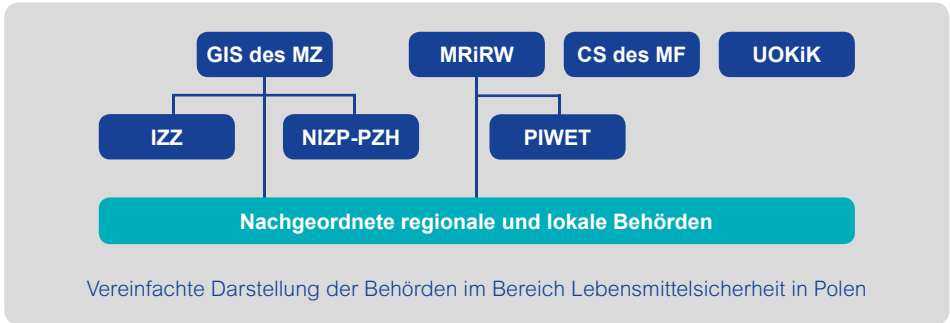 GIS des MZ
MRiRW
CS des MF
UOKiK
IZZ
NIZP-PZH
PIWET
Nachgeordnete regionale und lokale Behörden
Vereinfachte Darstellung der Behörden im Bereich Lebensmittelsicherheit in Polen